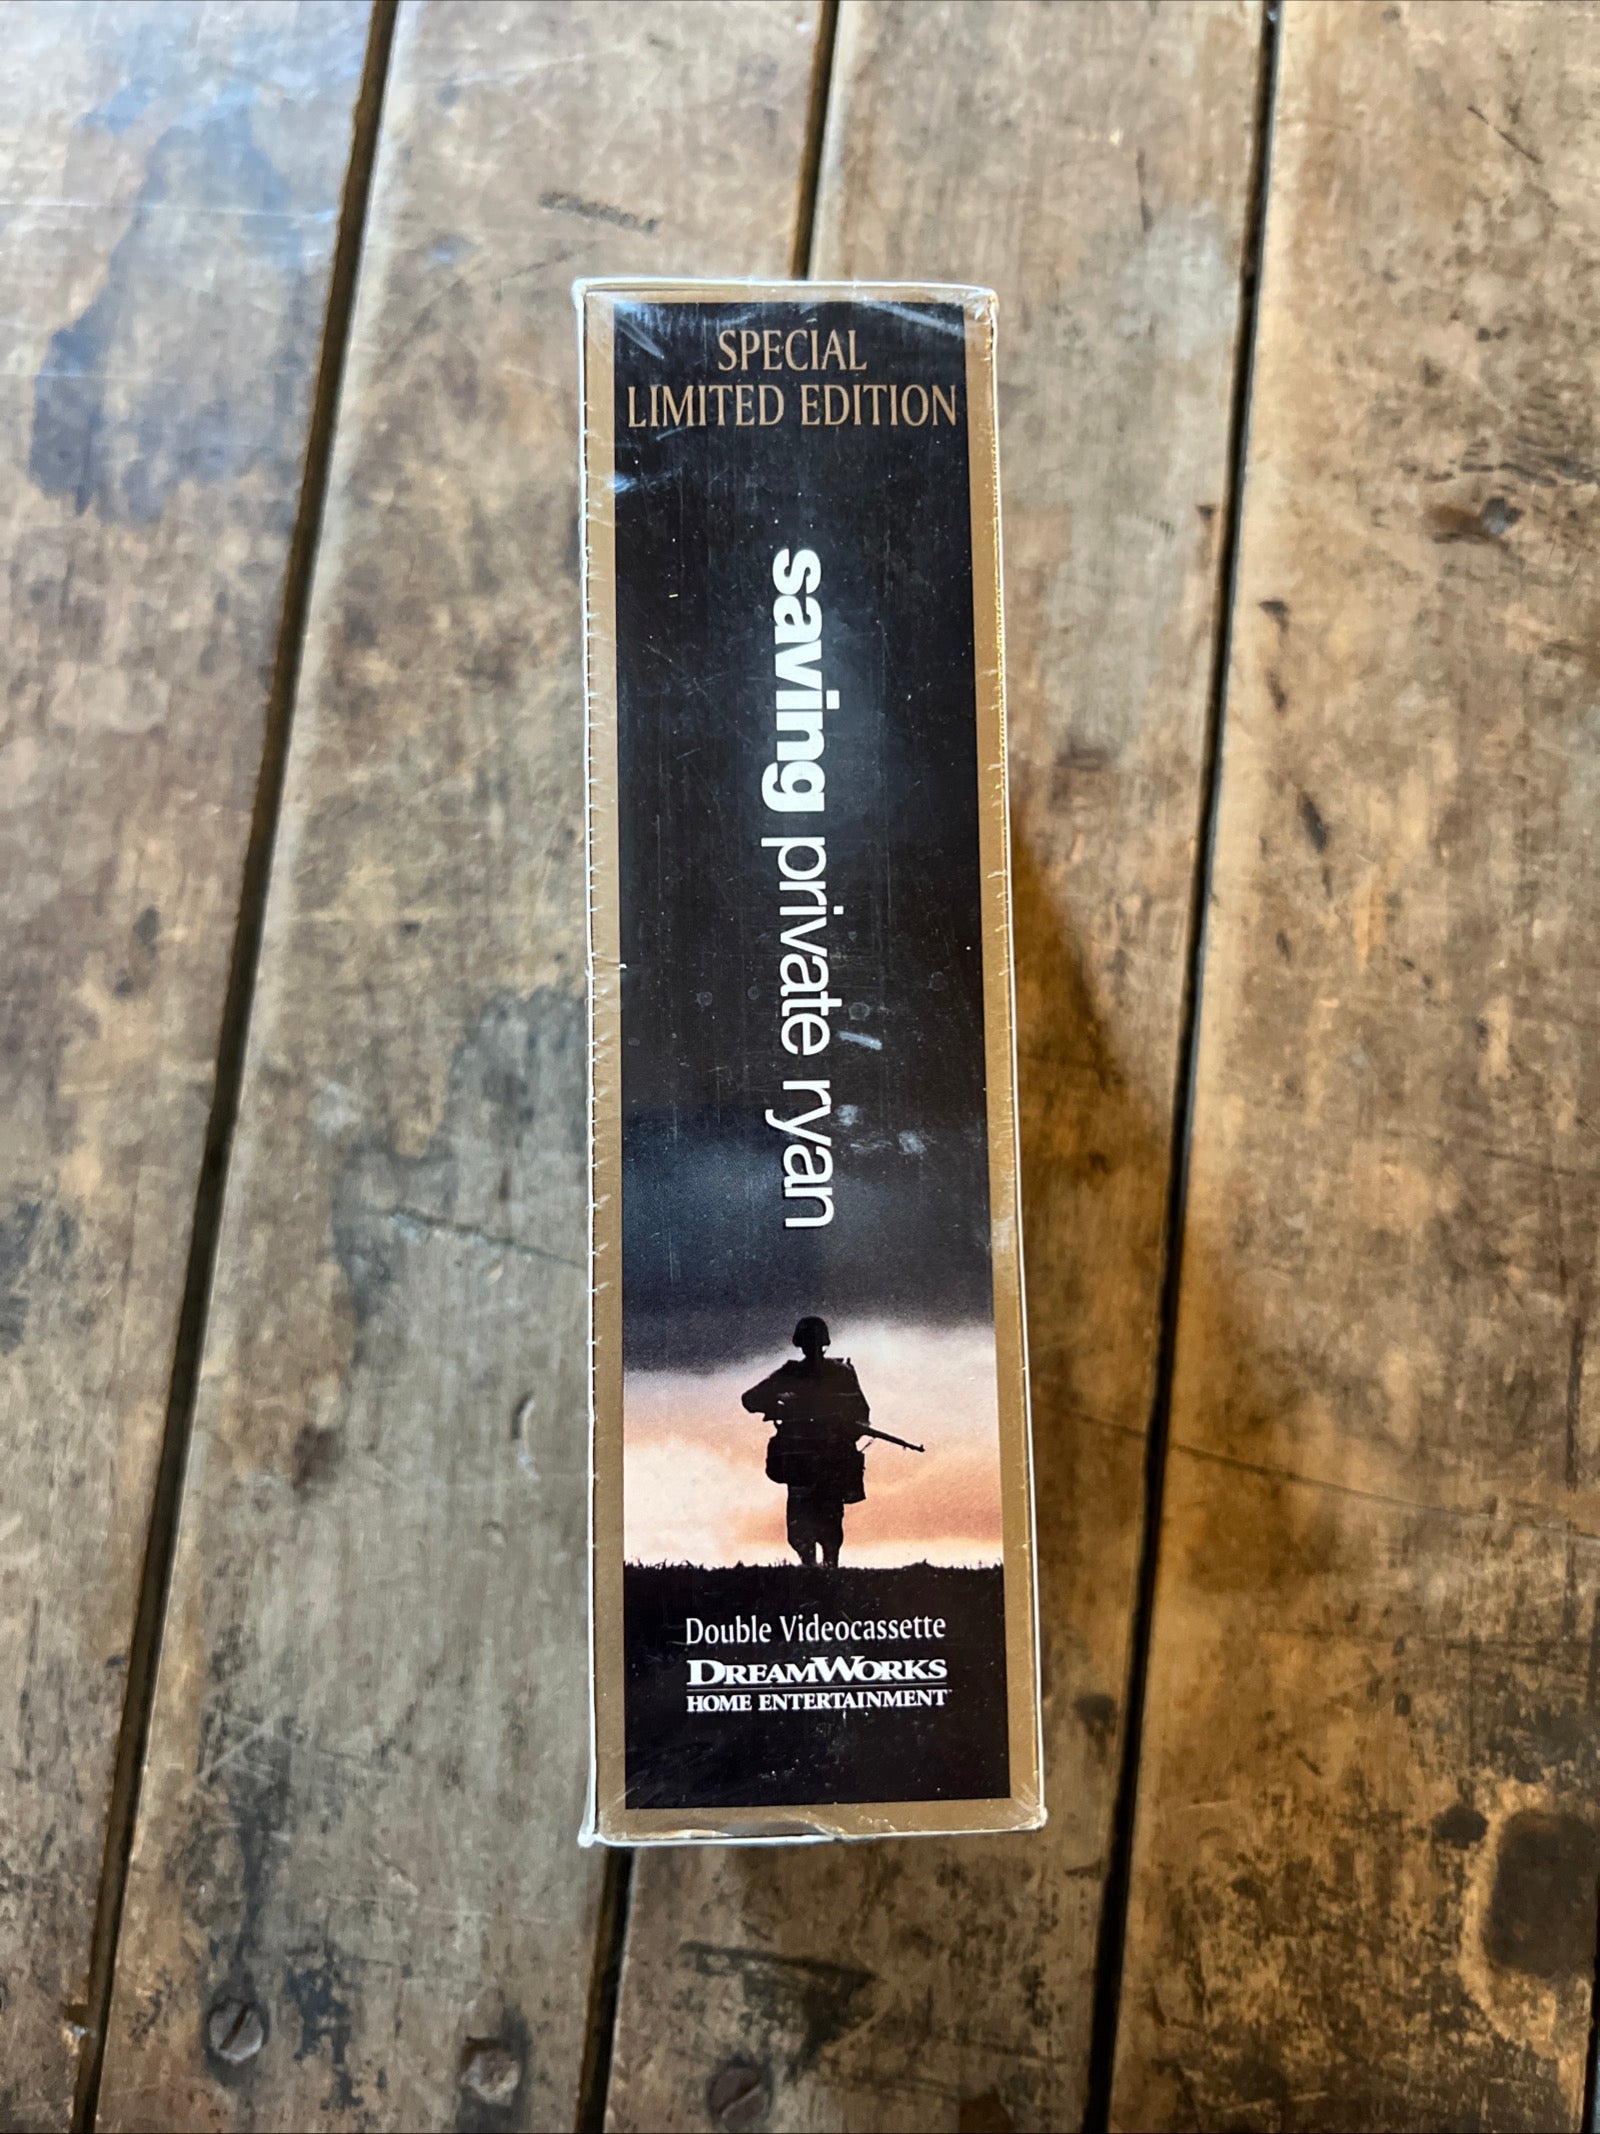 SPECIAL
LIMITED EDITION
saving private ryan
Double Videocassette
DREAMWORKS
HOME ENTERTAINMENT